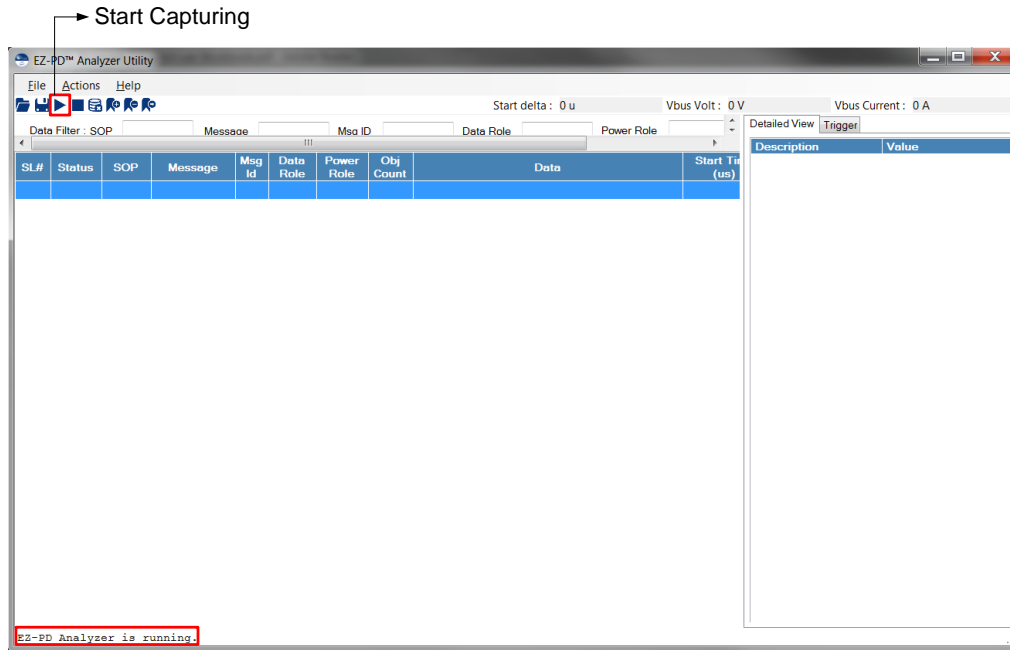 Start Capturing
EZ-PD™ Analyzer Utility
File Actions Help
Start delta : 0 u Vbus Volt : 0 V Vbus Current : 0 A
Data Filter : SOP Message Msg ID Data Role Power Role
Detailed View Trigger
Description Value
SL# Status SOP Message Msg Id Data Role Power Role Obj Count Data Start Tir (us)
EZ-PD Analyzer is running.